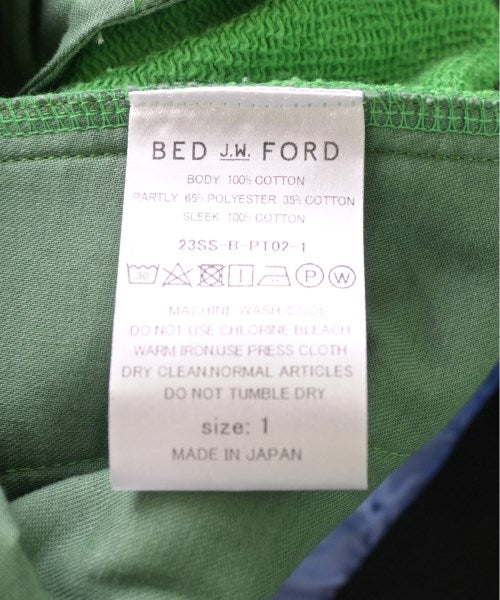 BED J.W. FORD
BODY 100% COTTON
PARTLY 65% POLYESTER 35% COTTON
SLEEK 100% COTTON
23SS-B-PT02-1
30 P W
MACHINE WASH COOL
DO NOT USE CHLORINE BLEACH
WARM IRON.USE PRESS CLOTH
DRY CLEAN.NORMAL ARTICLES
DO NOT TUMBLE DRY
size: 1
MADE IN JAPAN